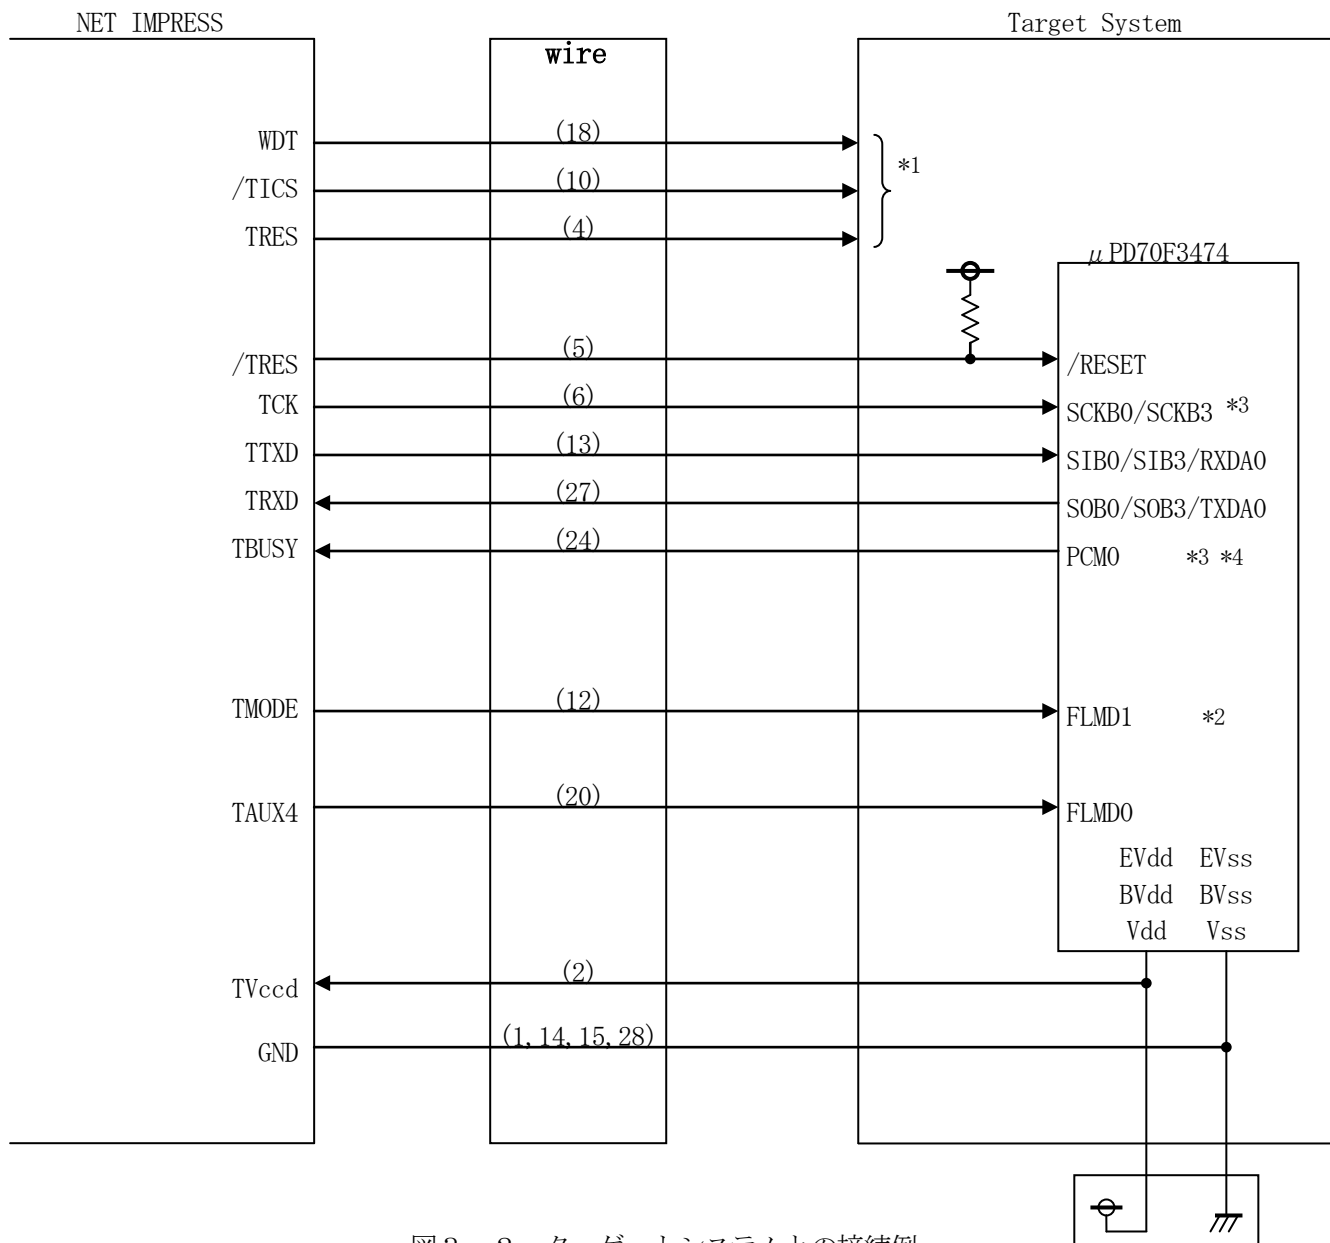 NET IMPRESS
Target System
wire
WDT (18)
/TICS (10) *1
TRES (4)
μPD70F3474
/TRES (5) /RESET
TCK (6) SCKB0/SCKB3 *3
TTXD (13) SIB0/SIB3/RXDA0
TRXD (27) SOB0/SOB3/TXDA0
TBUSY (24) PCM0 *3 *4
TMODE (12) FLMD1 *2
TAUX4 (20) FLMD0
EVdd EVss
BVdd BVss
Vdd Vss
TVccd (2)
GND (1,14,15,28)